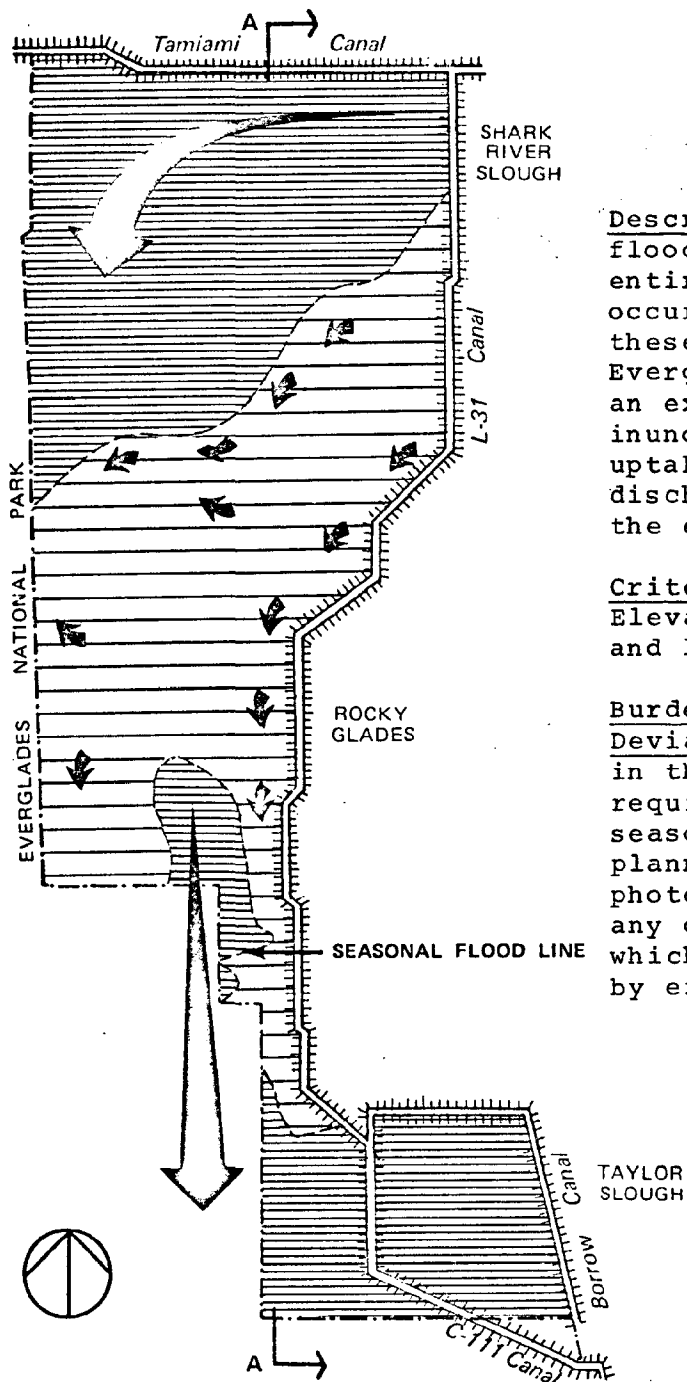 A
Tamiami Canal
SHARK
RIVER
SLOUGH
Canal
L-31
EVERGLADES NATIONAL PARK
ROCKY
GLADES
SEASONAL FLOOD LINE
TAYLOR
SLOUGH
Borrow Canal
C-111 Canal
A
Descr
flood
entir
occur
these
Everg
an ex
inunc
uptal
disch
the e
Crite
Eleva
and
Burde
Devia
in th
requi
seaso
plann
photo
any
which
by e